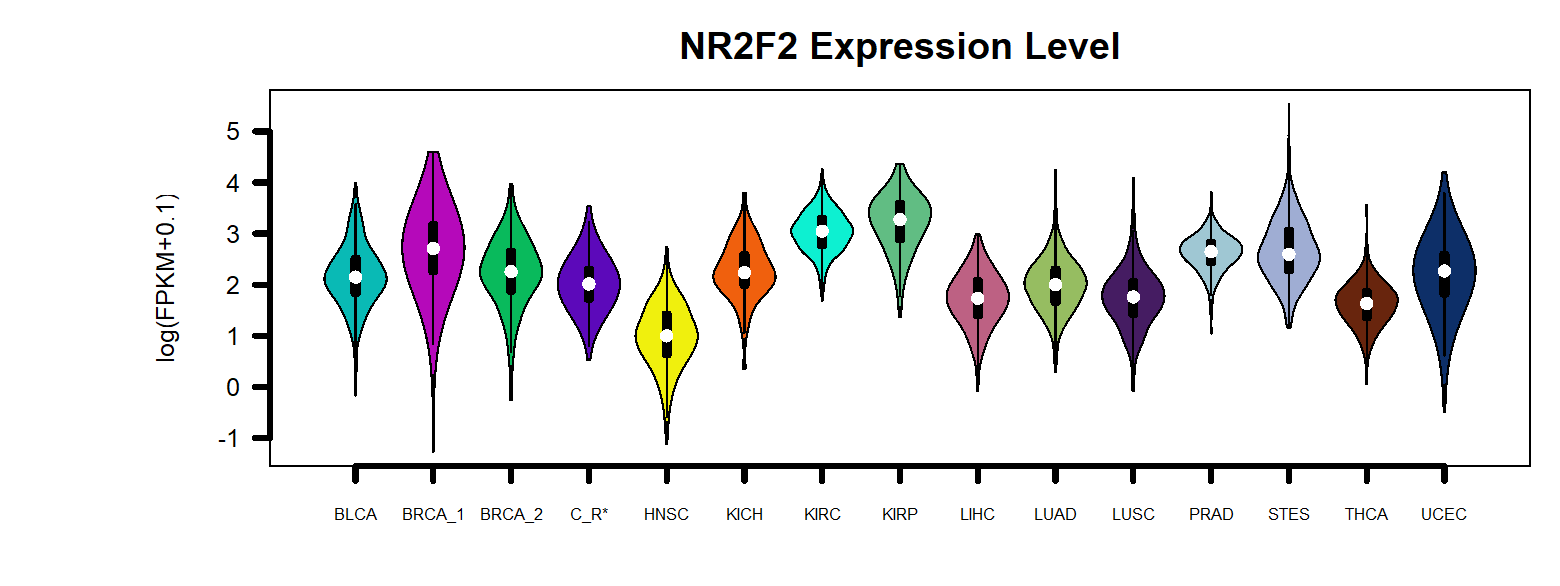 NR2F2 Expression Level
log(FPKM+0.1)
5
4
3
2
1
0
-1
BLCA BRCA_1 BRCA_2 C_R* HNSC KICH KIRC KIRP LIHC LUAD LUSC PRAD STES THCA UCEC